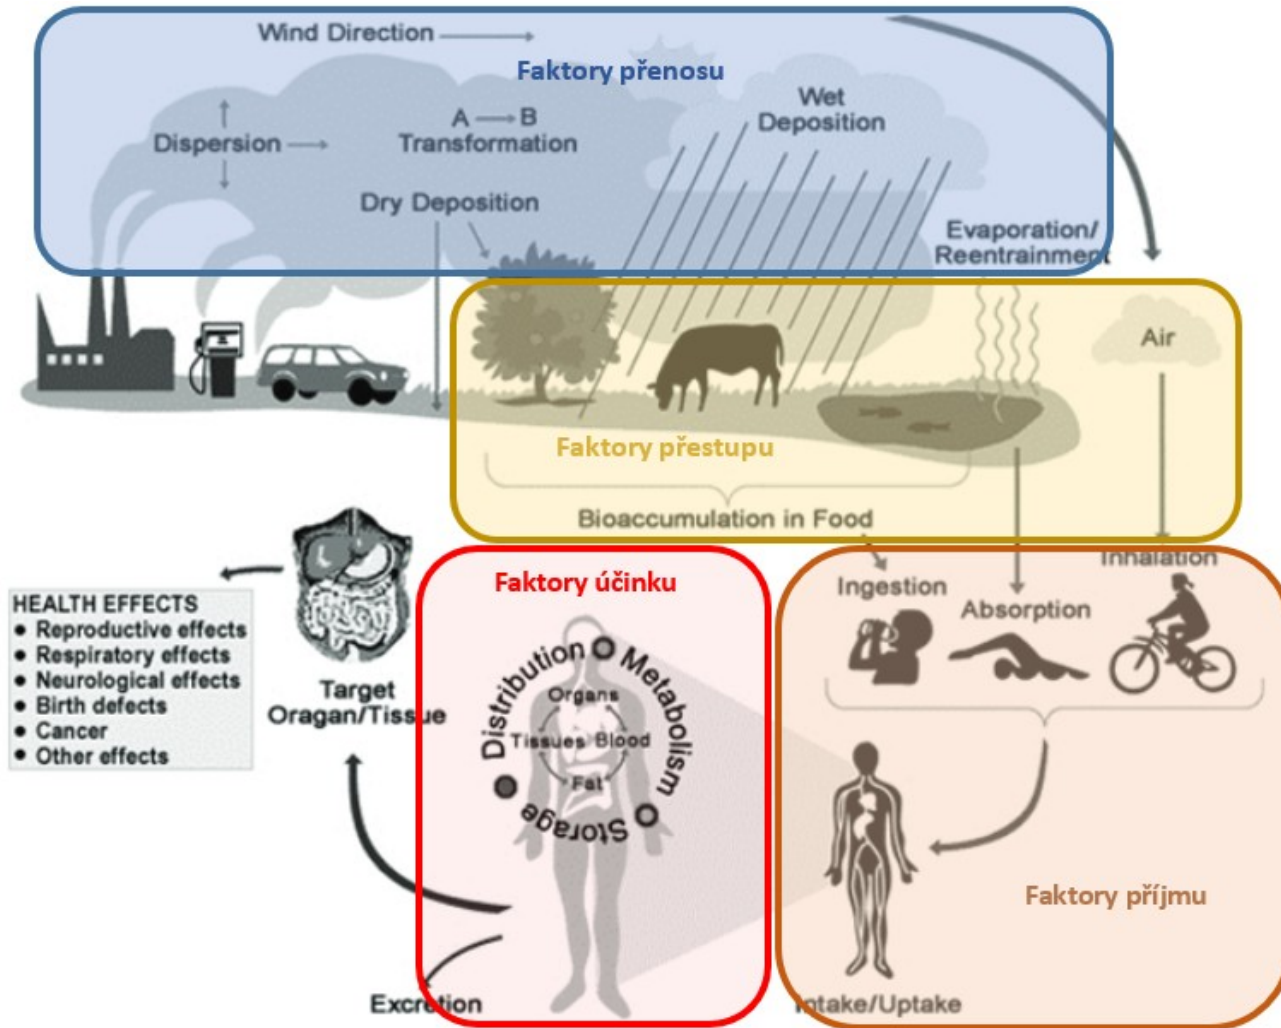 Wind Direction
Faktory přenosu
Wet
Deposition
A → B
Transformation
Dispersion
Dry Deposition
Evaporation/
Reentrainment
Air
Faktory přestupu
Bioaccumulation in Food
Inhalation
Ingestion
Absorption
Faktory účinku
HEALTH EFFECTS
● Reproductive effects
● Respiratory effects
● Neurological effects
● Birth defects
● Cancer
● Other effects
Target
Oragan/Tissue
Distribution
Metabolism
Storage
Organs
Tissues
Blood
Fat
Faktory příjmu
Excretion
Intake/Uptake